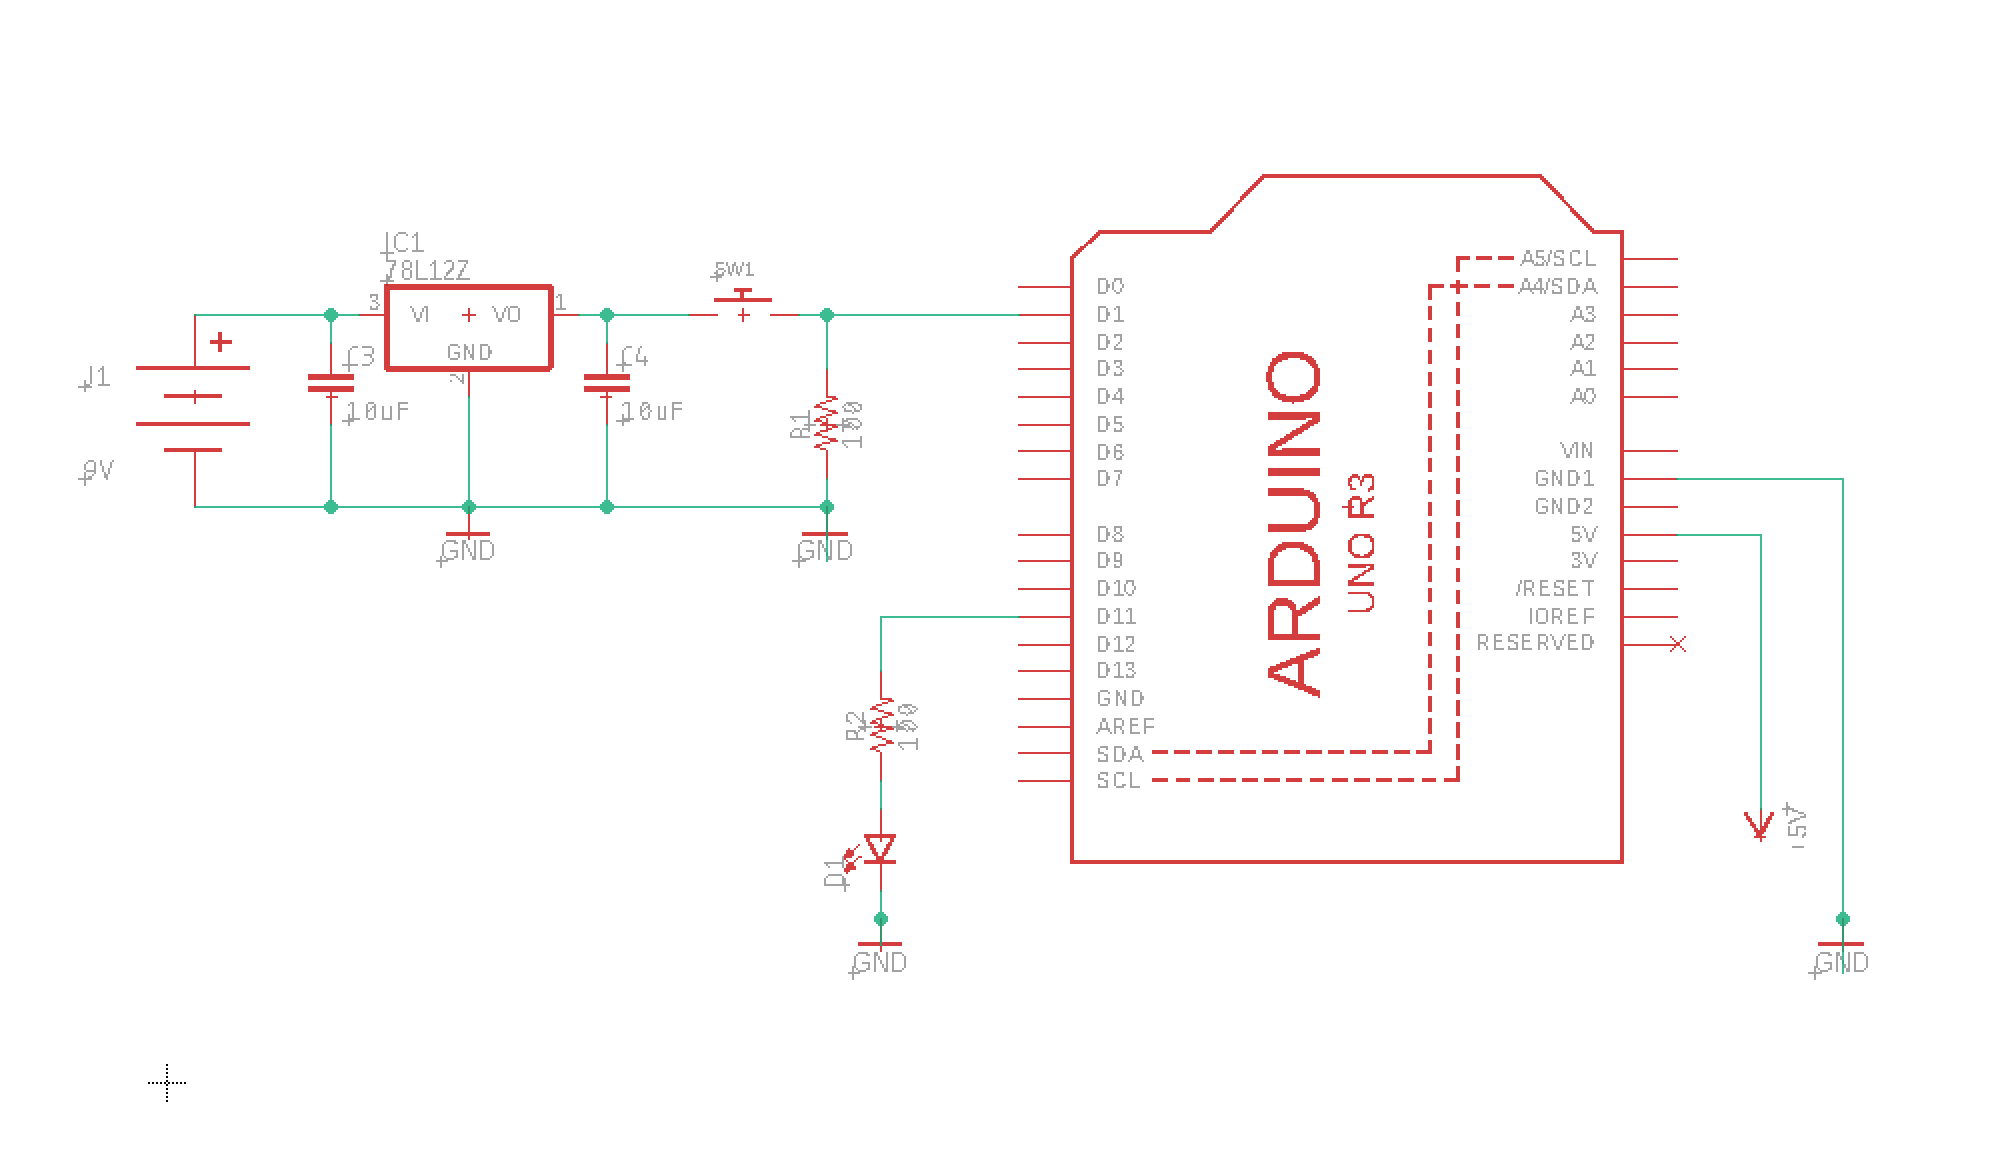 IC1
78L12Z
3
VI
VO
1
GND
2
C3
10uF
C4
10uF
SW1
J1
9V
R1
100
GND
GND
D0
D1
D2
D3
D4
D5
D6
D7
D8
D9
D10
D11
D12
D13
GND
AREF
SDA
SCL
ARDUINO
UNO R3
A5/SCL
A4/SDA
A3
A2
A1
A0
VIN
GND1
GND2
5V
3V
/RESET
IOREF
RESERVED
R2
100
D1
GND
-5V
GND